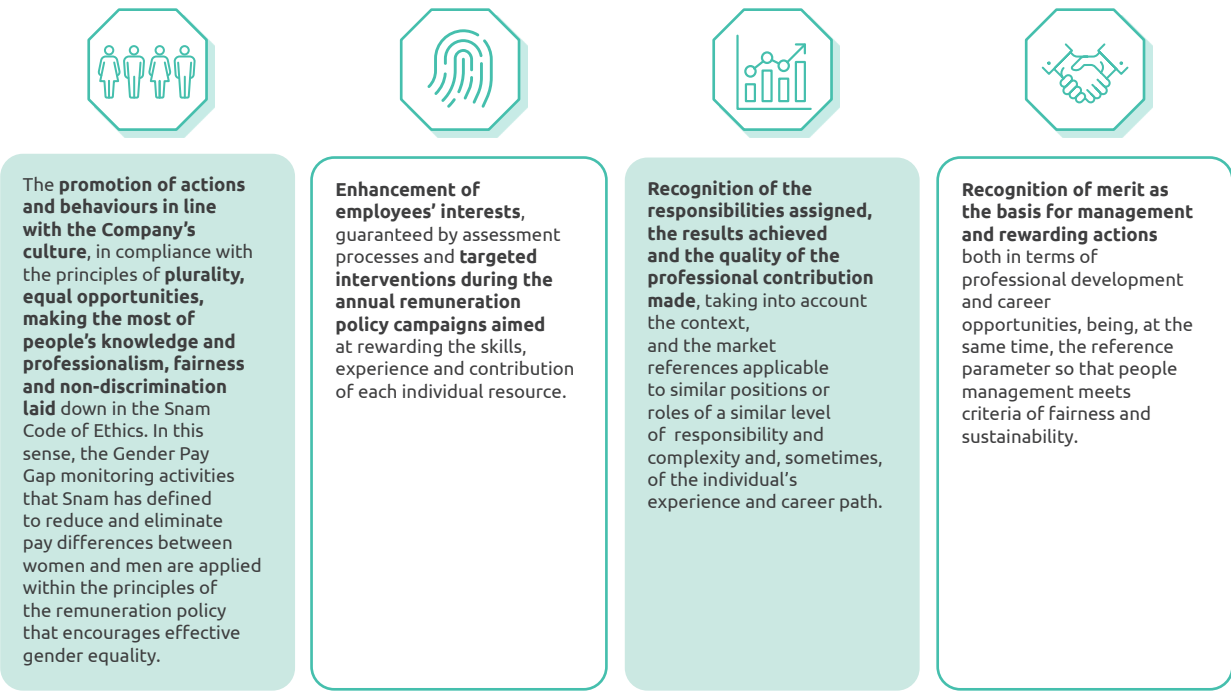 The promotion of actions
and behaviours in line
with the Company's
culture, in compliance with
the principles of plurality,
equal opportunities,
making the most of
people's knowledge and
professionalism, fairness
and non-discrimination
laid down in the Snam
Code of Ethics. In this
sense, the Gender Pay
Gap monitoring activities
that Snam has defined
to reduce and eliminate
pay differences between
women and men are applied
within the principles of
the remuneration policy
that encourages effective
gender equality.
Enhancement of
employees' interests,
guaranteed by assessment
processes and targeted
interventions during the
annual remuneration
policy campaigns aimed
at rewarding the skills,
experience and contribution
of each individual resource.
Recognition of the
responsibilities assigned,
the results achieved
and the quality of the
professional contribution
made, taking into account
the context,
and the market
references applicable
to similar positions or
roles of a similar level
of responsibility and
complexity and, sometimes,
of the individual's
experience and career path.
Recognition of merit as
the basis for management
and rewarding actions
both in terms of
professional development
and career
opportunities, being, at the
same time, the reference
parameter so that people
management meets
criteria of fairness and
sustainability.